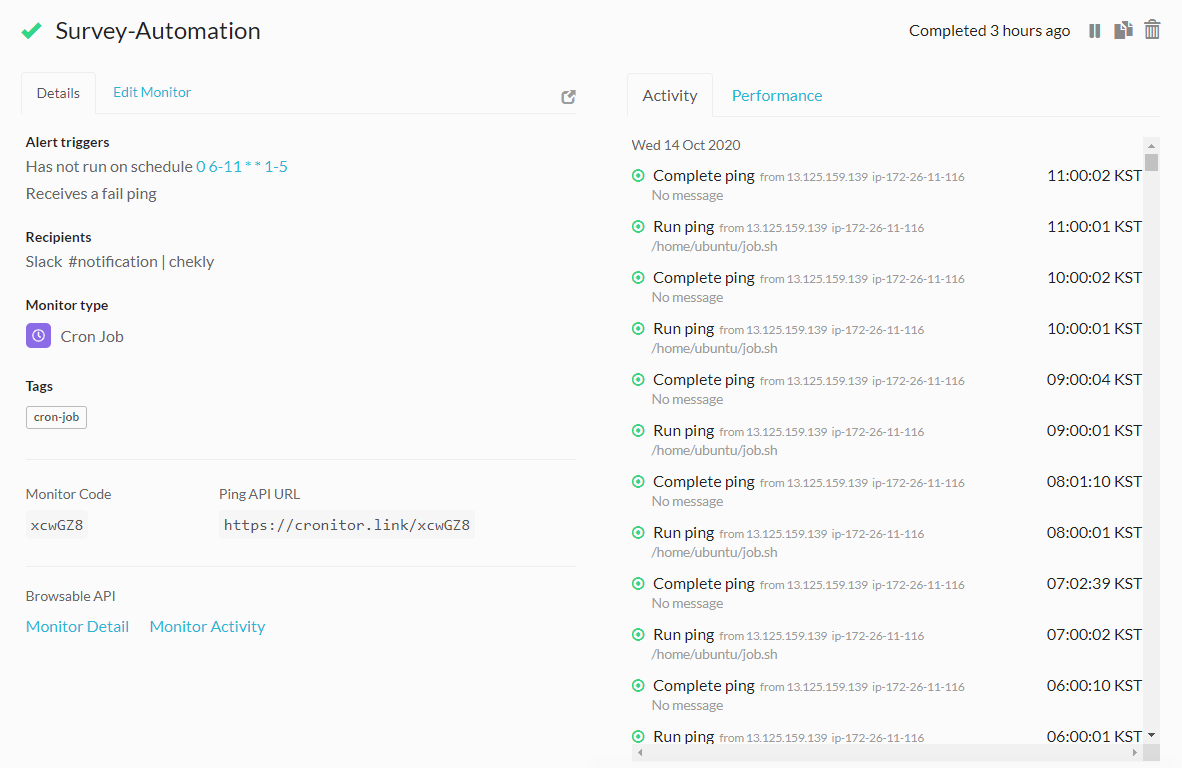 Survey-Automation
Completed 3 hours ago
Details
Edit Monitor
Alert triggers
Has not run on schedule 0 6-11 * * 1-5
Receives a fail ping
Recipients
Slack #notification | chekly
Monitor type
Cron Job
Tags
cron-job
Monitor Code
Ping API URL
xcwGZ8
https://cronitor.link/xcwGZ8
Browsable API
Monitor Detail
Monitor Activity
Activity
Performance
Wed 14 Oct 2020
Complete ping from 13.125.159.139 ip-172-26-11-116 11:00:02 KST
No message
Run ping from 13.125.159.139 ip-172-26-11-116 11:00:01 KST
/home/ubuntu/job.sh
Complete ping from 13.125.159.139 ip-172-26-11-116 10:00:02 KST
No message
Run ping from 13.125.159.139 ip-172-26-11-116 10:00:01 KST
/home/ubuntu/job.sh
Complete ping from 13.125.159.139 ip-172-26-11-116 09:00:04 KST
No message
Run ping from 13.125.159.139 ip-172-26-11-116 09:00:01 KST
/home/ubuntu/job.sh
Complete ping from 13.125.159.139 ip-172-26-11-116 08:01:10 KST
No message
Run ping from 13.125.159.139 ip-172-26-11-116 08:00:01 KST
/home/ubuntu/job.sh
Complete ping from 13.125.159.139 ip-172-26-11-116 07:02:39 KST
No message
Run ping from 13.125.159.139 ip-172-26-11-116 07:00:02 KST
/home/ubuntu/job.sh
Complete ping from 13.125.159.139 ip-172-26-11-116 06:00:10 KST
No message
Run ping from 13.125.159.139 ip-172-26-11-116 06:00:01 KST